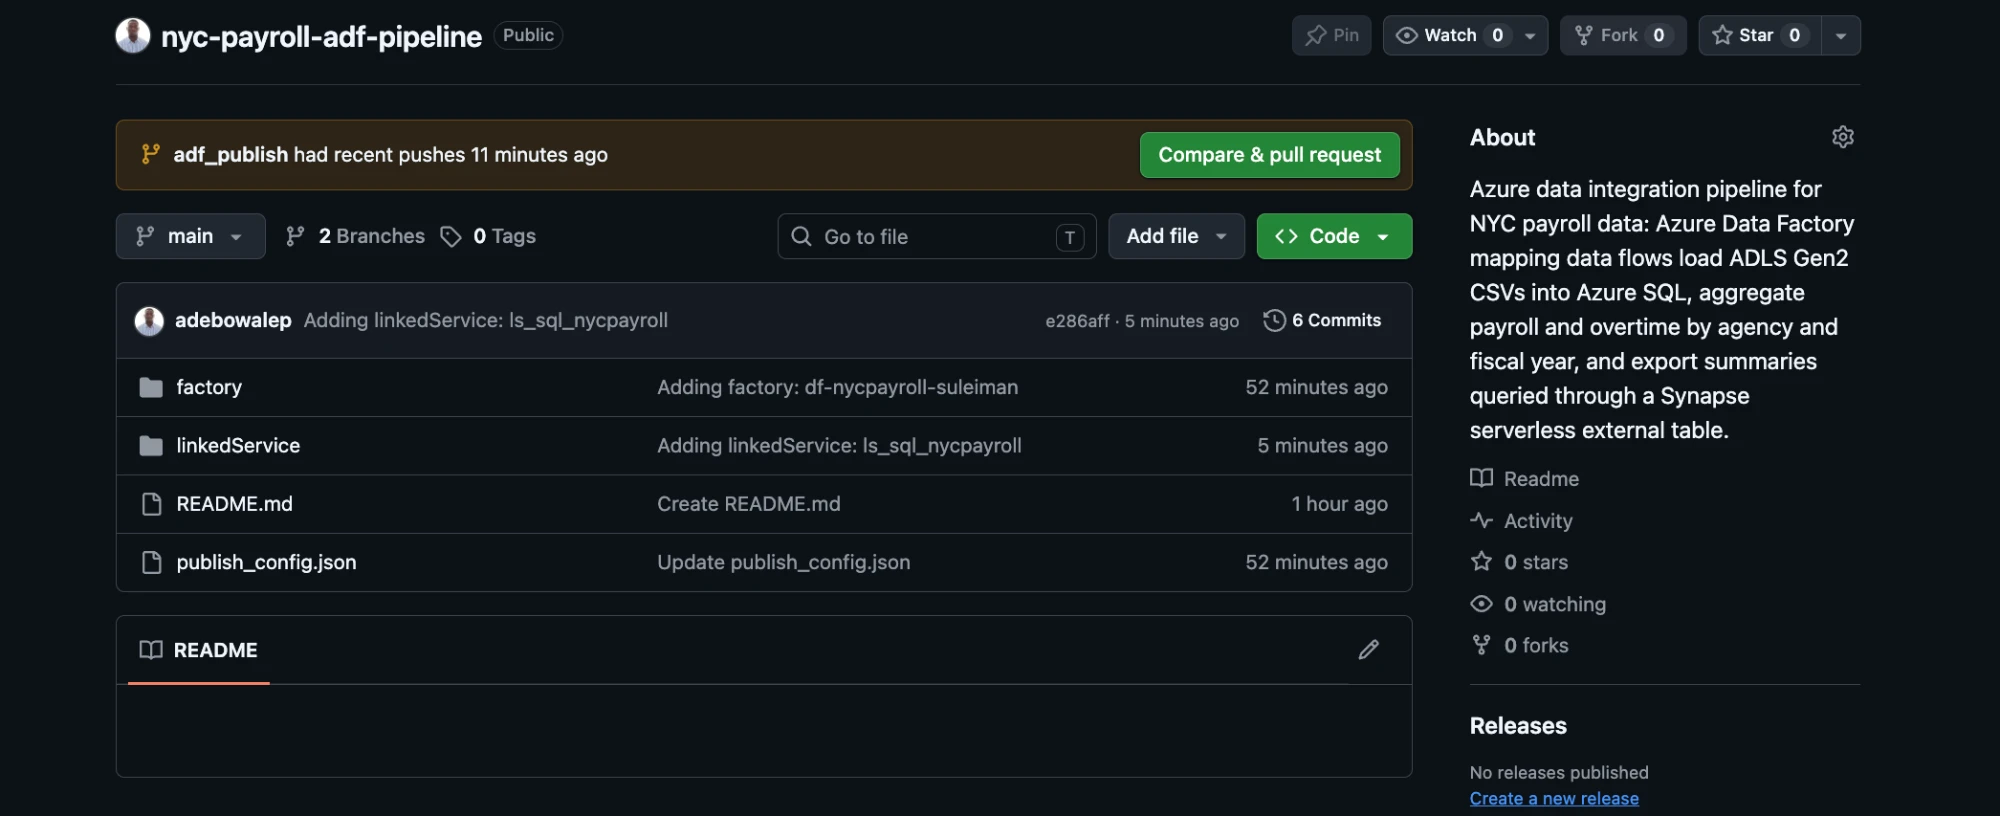 nyc-payroll-adf-pipeline Public Pin Watch 0 Fork 0 Star 0
adf_publish had recent pushes 11 minutes ago Compare & pull request
main 2 Branches 0 Tags Go to file T Add file Code
adebowalep Adding linkedService: ls_sql_nycpayroll e286aff · 5 minutes ago 6 Commits
factory Adding factory: df-nycpayroll-suleiman 52 minutes ago
linkedService Adding linkedService: ls_sql_nycpayroll 5 minutes ago
README.md Create README.md 1 hour ago
publish_config.json Update publish_config.json 52 minutes ago
README
About
Azure data integration pipeline for
NYC payroll data: Azure Data Factory
mapping data flows load ADLS Gen2
CSVs into Azure SQL, aggregate
payroll and overtime by agency and
fiscal year, and export summaries
queried through a Synapse
serverless external table.
Readme
Activity
0 stars
0 watching
0 forks
Releases
No releases published
Create a new release